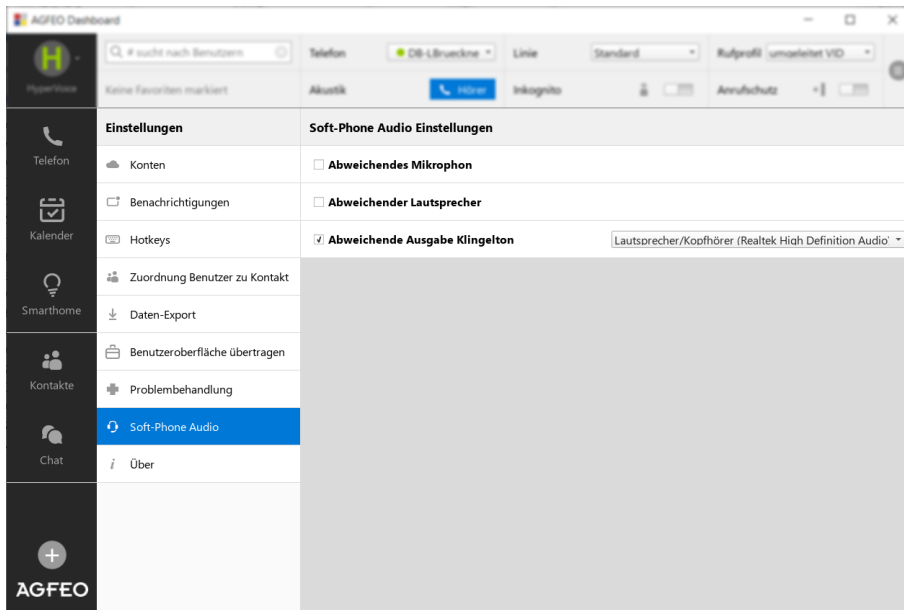 AGFEO Dashboard
# sucht nach Benutzern
Telefon
DB-LBrueckne
Linie
Standard
Rufprofil
umgeleitet VID
HyperVoice
Keine Favoriten markiert
Akustik
Hörer
Inkognito
Anrufschutz
Telefon
Kalender
Smarthome
Kontakte
Chat
AGFEO
Einstellungen
Konten
Benachrichtigungen
Hotkeys
Zuordnung Benutzer zu Kontakt
Daten-Export
Benutzeroberfläche übertragen
Problembehandlung
Soft-Phone Audio
Über
Soft-Phone Audio Einstellungen
Abweichendes Mikrophon
Abweichender Lautsprecher
Abweichende Ausgabe Klingelton
Lautsprecher/Kopfhörer (Realtek High Definition Audio)